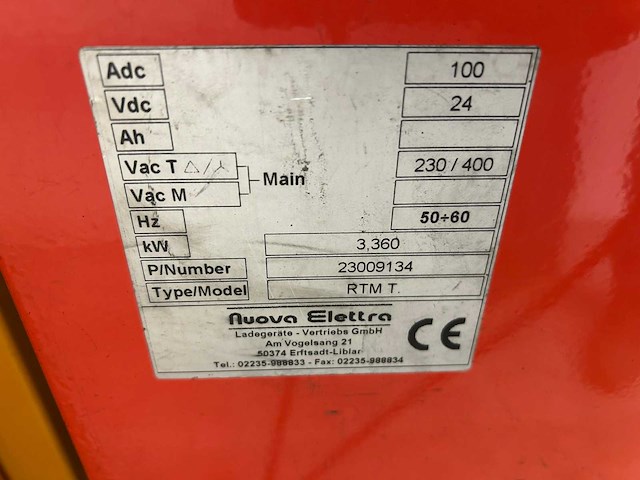 Adc 100
Vdc 24
Ah
Vac T △/⅄ 230 / 400
Main
Vac M
Hz 50÷60
kW 3,360
P/Number 23009134
Type/Model RTM T.
Nuova Elettra
Ladegeräte - Vertriebs GmbH
Am Vogelsang 21
50374 Erftsadt-Liblar
Tel.: 02235-988833 - Fax: 02235-988834
CE